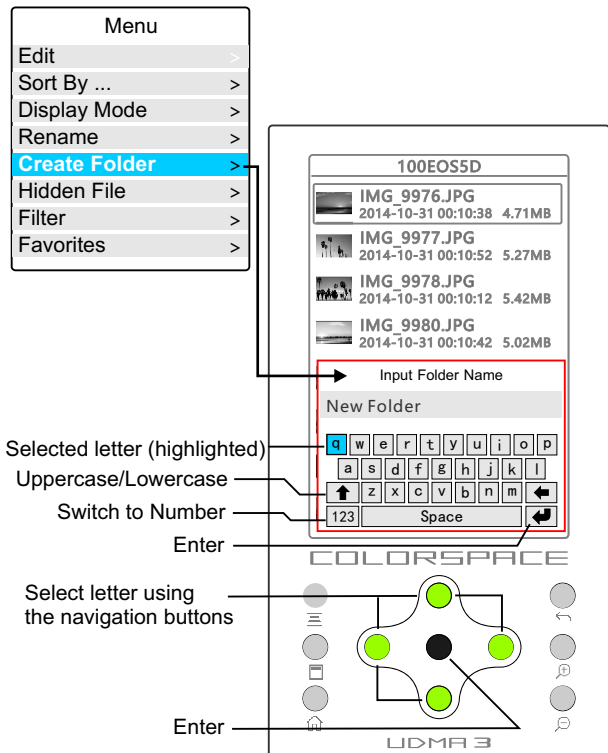 Menu
Edit >
Sort By ... >
Display Mode >
Rename >
Create Folder >
Hidden File >
Filter >
Favorites >
100EOS5D
IMG_9976.JPG
2014-10-31 00:10:38 4.71MB
IMG_9977.JPG
2014-10-31 00:10:52 5.27MB
IMG_9978.JPG
2014-10-31 00:10:12 5.42MB
IMG_9980.JPG
2014-10-31 00:10:42 5.02MB
Input Folder Name
New Folder
Selected letter (highlighted)
q w e r t y u i o p
a s d f g h j k l
Uppercase/Lowercase
z x c v b n m
Switch to Number
123 Space
Enter
COLORSPACE
Select letter using
the navigation buttons
Enter
UDMA 3